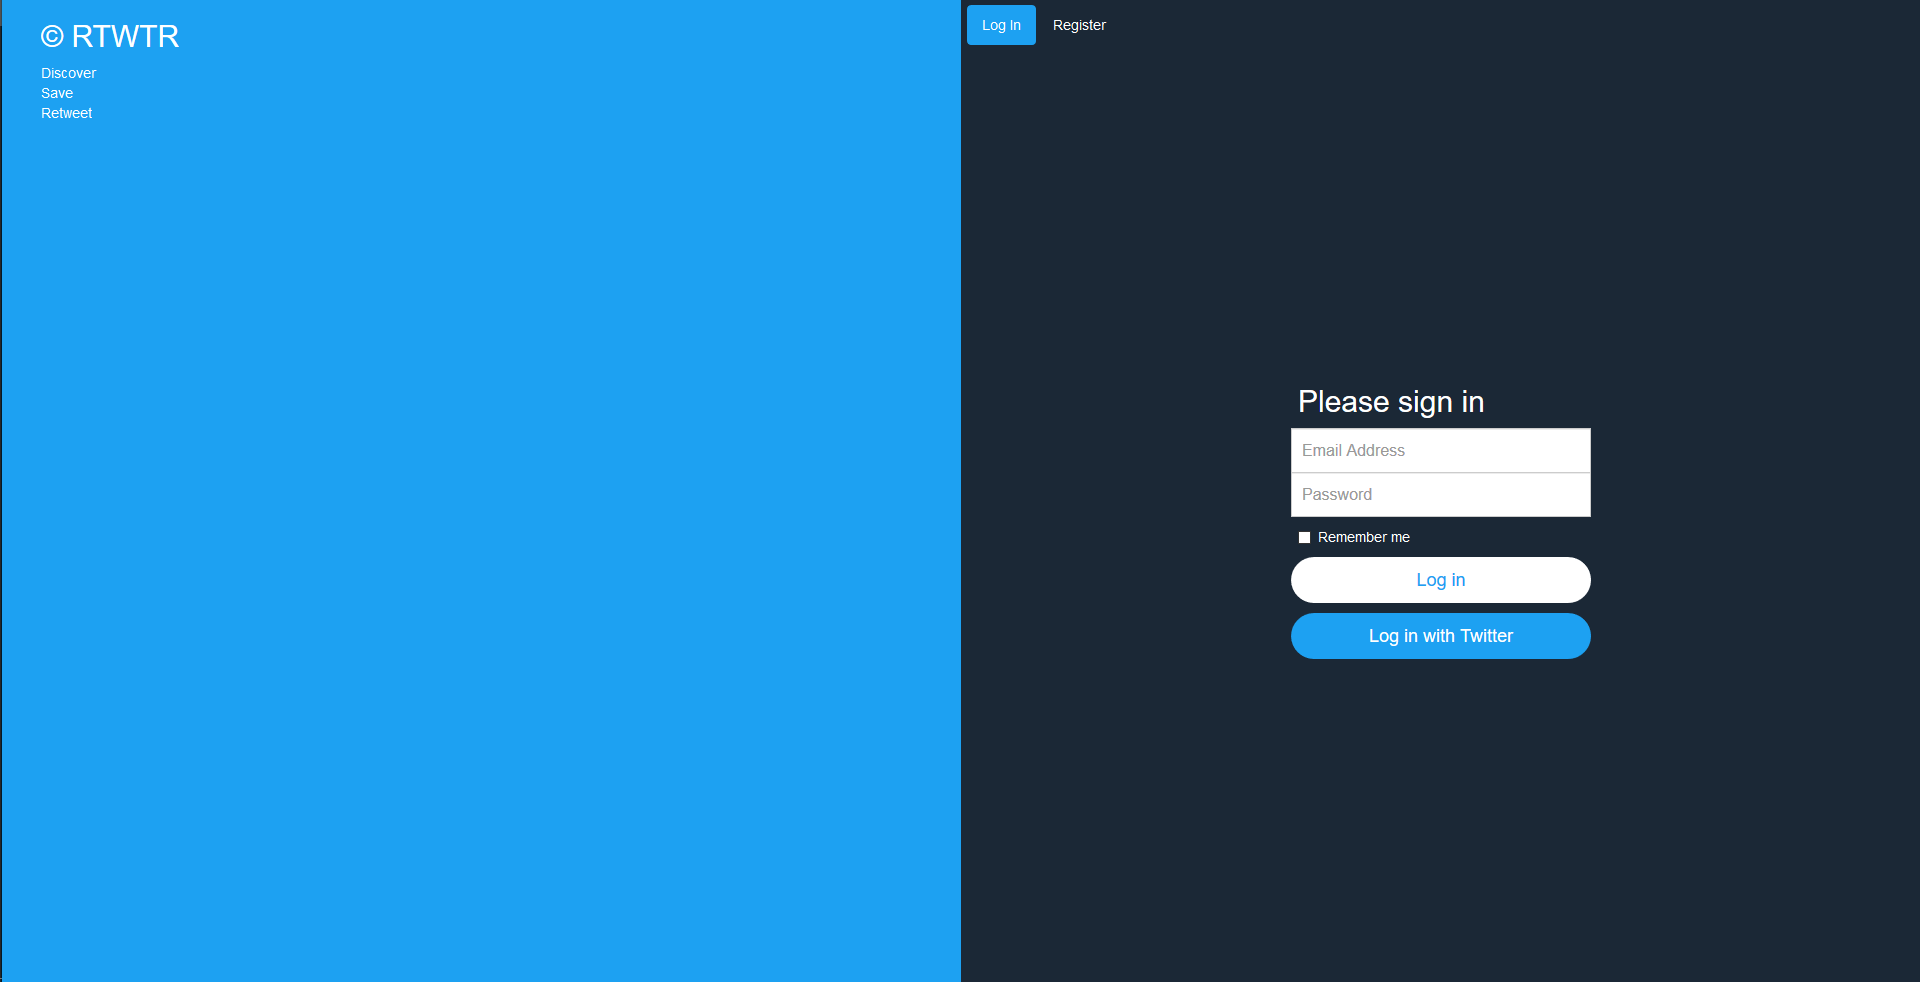 © RTWTR
Discover
Save
Retweet
Log In Register
Please sign in
Email Address
Password
Remember me
Log in
Log in with Twitter